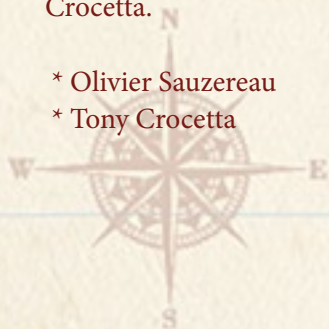 Crocetta.
N
* Olivier Sauzereau
* Tony Crocetta
W E
S